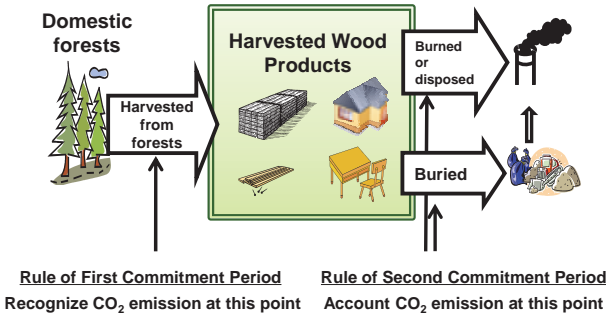 Domestic
forests
Harvested
from
forests
Harvested Wood
Products
Burned
or
disposed
Buried
Rule of First Commitment Period
Recognize CO₂ emission at this point
Rule of Second Commitment Period
Account CO₂ emission at this point